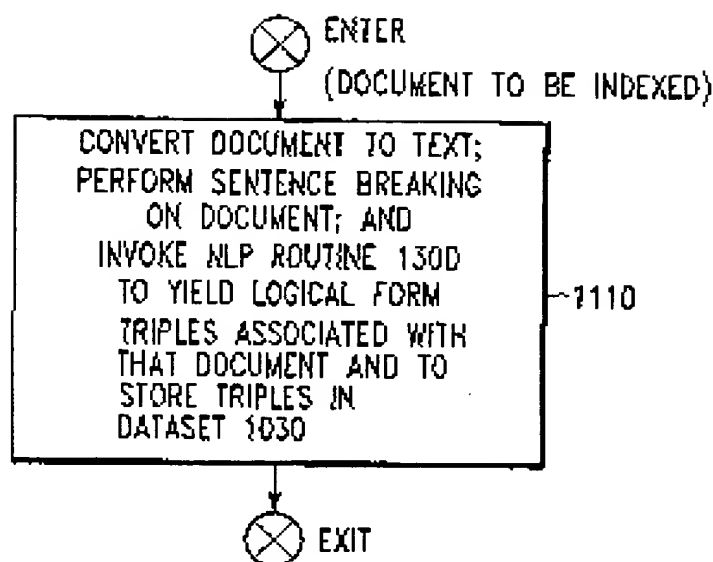 ENTER
(DOCUMENT TO BE INDEXED)
CONVERT DOCUMENT TO TEXT;
PERFORM SENTENCE BREAKING
ON DOCUMENT; AND
INVOKE NLP ROUTINE 1300
TO YIELD LOGICAL FORM
TRIPLES ASSOCIATED WITH
THAT DOCUMENT AND TO
STORE TRIPLES IN
DATASET 1030
1110
EXIT